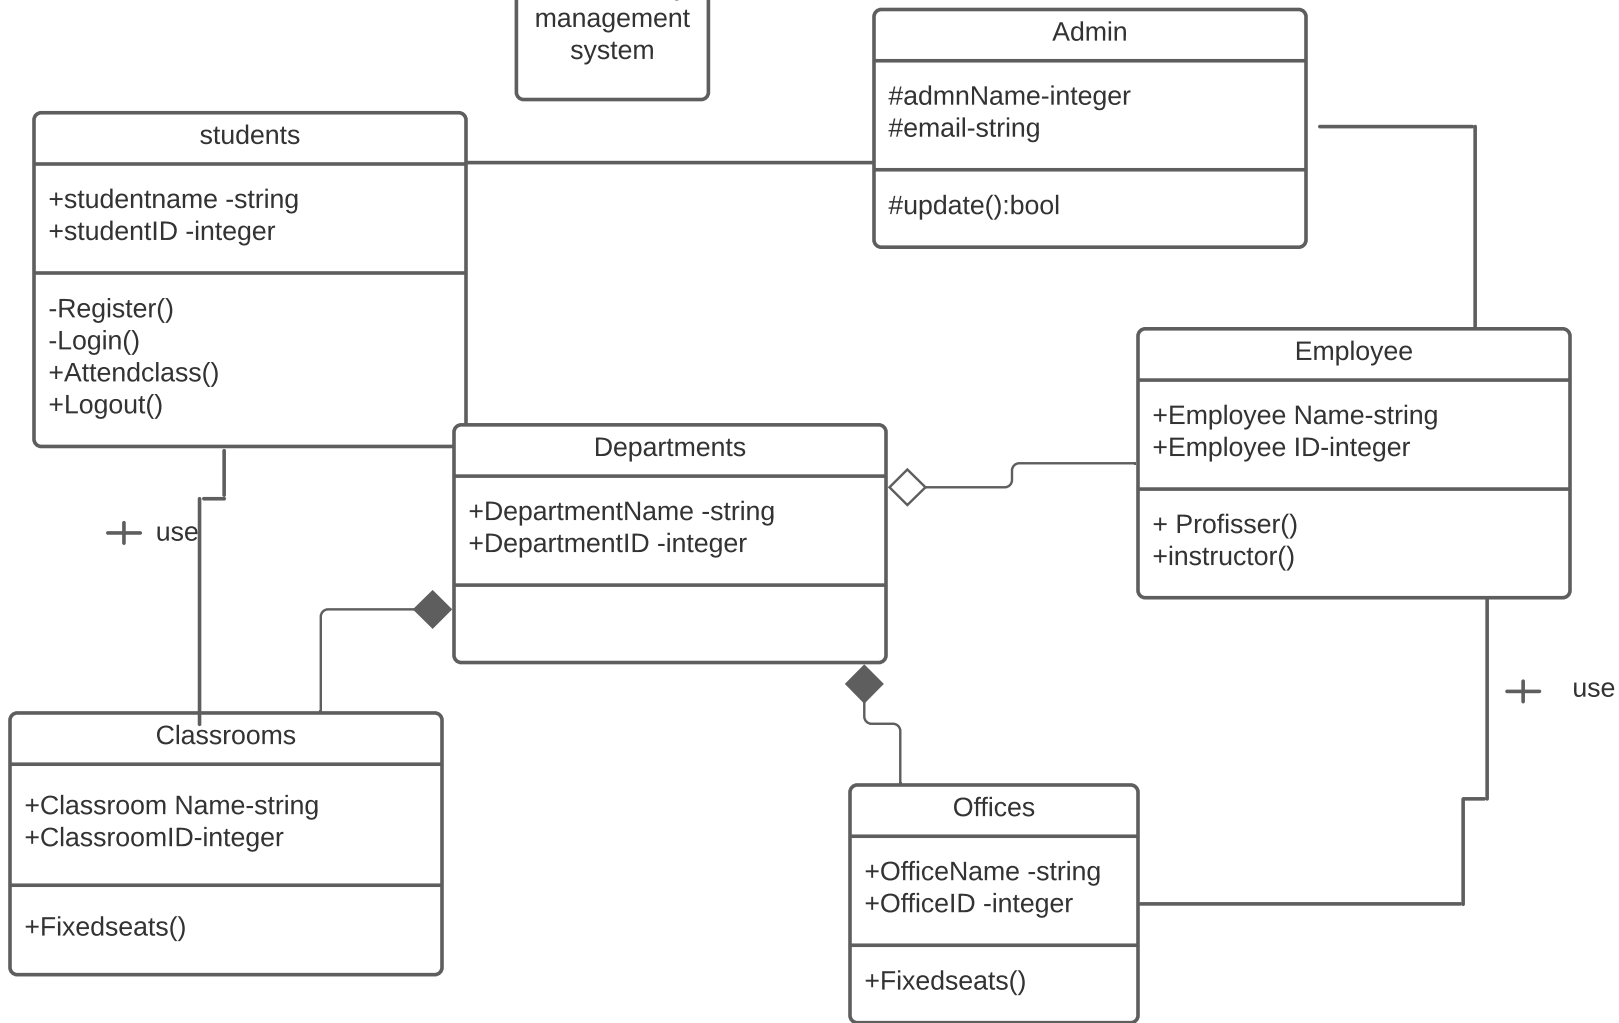 management
system
Admin
#admnName-integer
#email-string
#update():bool
students
+studentname -string
+studentID -integer
-Register()
-Login()
+Attendclass()
+Logout()
Employee
+Employee Name-string
+Employee ID-integer
+ Profisser()
+instructor()
Departments
+DepartmentName -string
+DepartmentID -integer
use
use
Classrooms
+Classroom Name-string
+ClassroomID-integer
+Fixedseats()
Offices
+OfficeName -string
+OfficeID -integer
+Fixedseats()